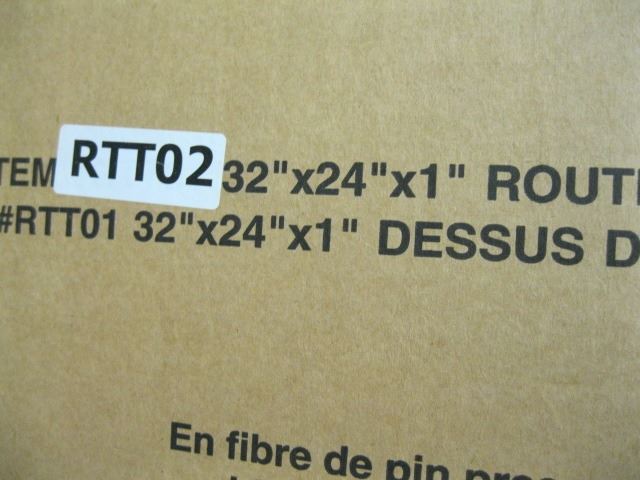 TEM RTT02 32"x24"x1" ROUT
#RTT01 32"x24"x1" DESSUS D
En fibre de pin